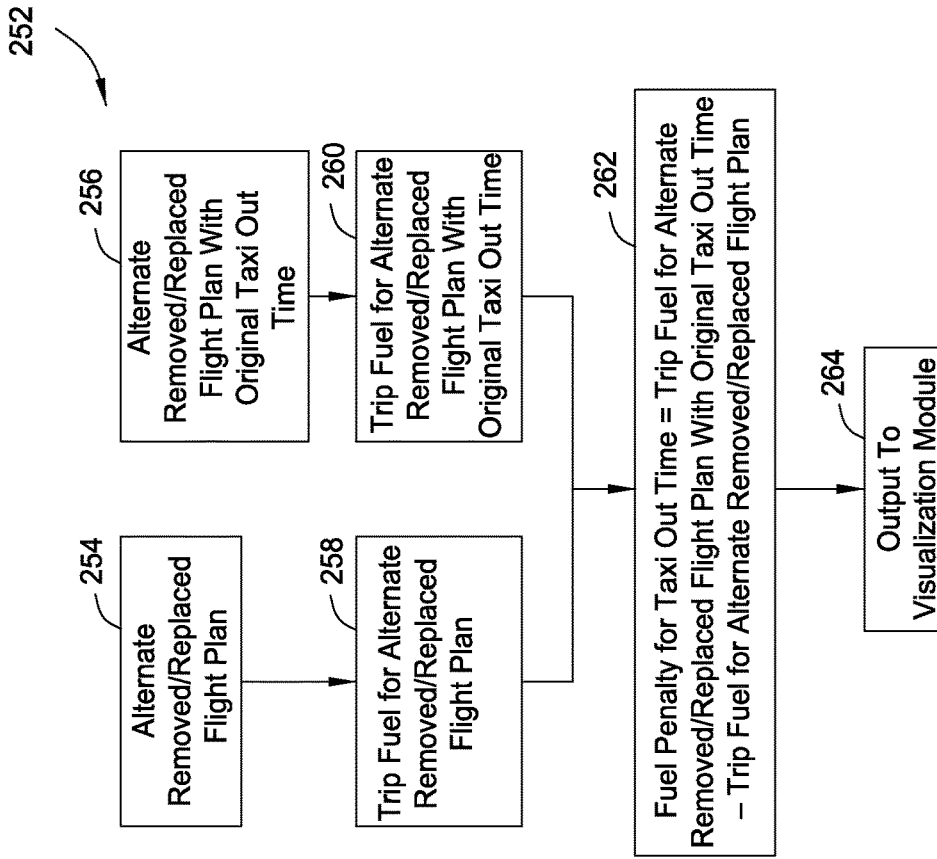 252
254
Alternate
Removed/Replaced
Flight Plan
256
Alternate
Removed/Replaced
Flight Plan With
Original Taxi Out
Time
258
Trip Fuel for Alternate
Removed/Replaced
Flight Plan
260
Trip Fuel for Alternate
Removed/Replaced
Flight Plan With
Original Taxi Out Time
262
Fuel Penalty for Taxi Out Time = Trip Fuel for Alternate
Removed/Replaced Flight Plan With Original Taxi Out Time
– Trip Fuel for Alternate Removed/Replaced Flight Plan
264
Output To
Visualization Module